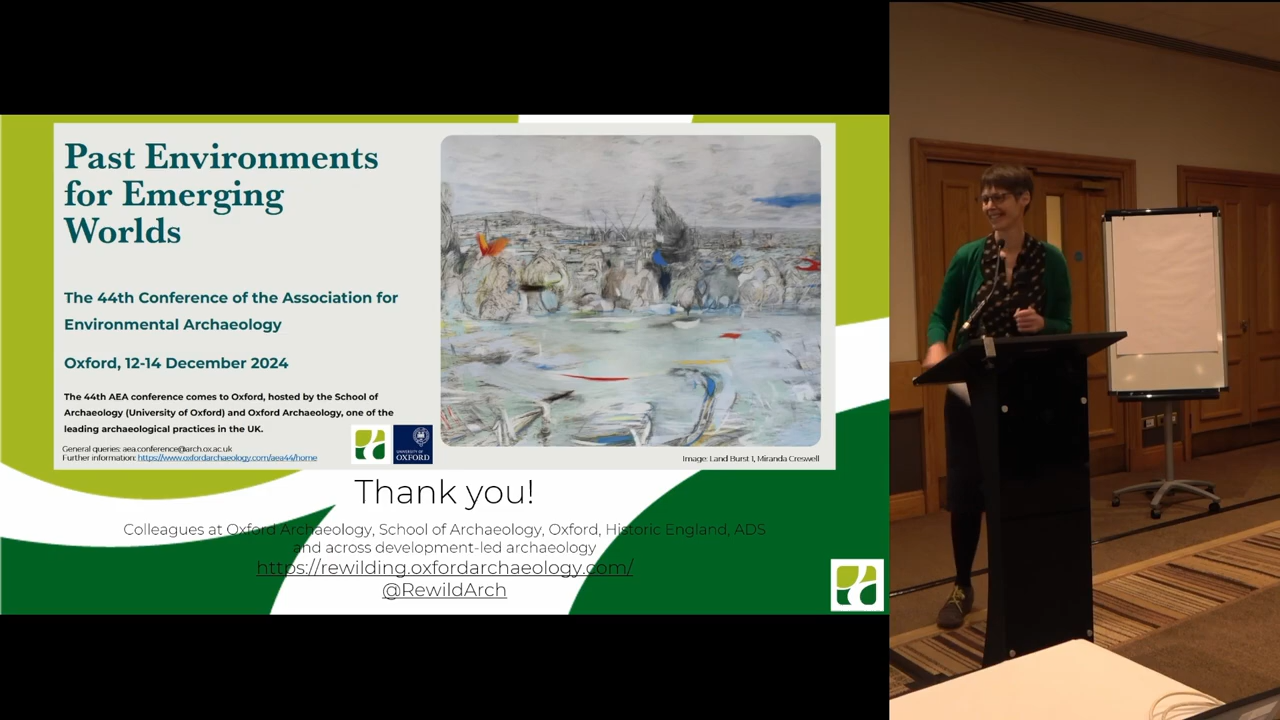 Past Environments
for Emerging
Worlds
The 44th Conference of the Association for
Environmental Archaeology
Oxford, 12-14 December 2024
The 44th AEA conference comes to Oxford, hosted by the School of
Archaeology (University of Oxford) and Oxford Archaeology, one of the
leading archaeological practices in the UK.
General queries: aea.conference@arch.ox.ac.uk
Further information: https://www.oxfordarchaeology.com/aea44/home
UNIVERSITY OF
OXFORD
Image: Land Burst I, Miranda Creswell
Thank you!
Colleagues at Oxford Archaeology, School of Archaeology, Oxford, Historic England, ADS
and across development-led archaeology
https://rewilding.oxfordarchaeology.com/
@RewildArch